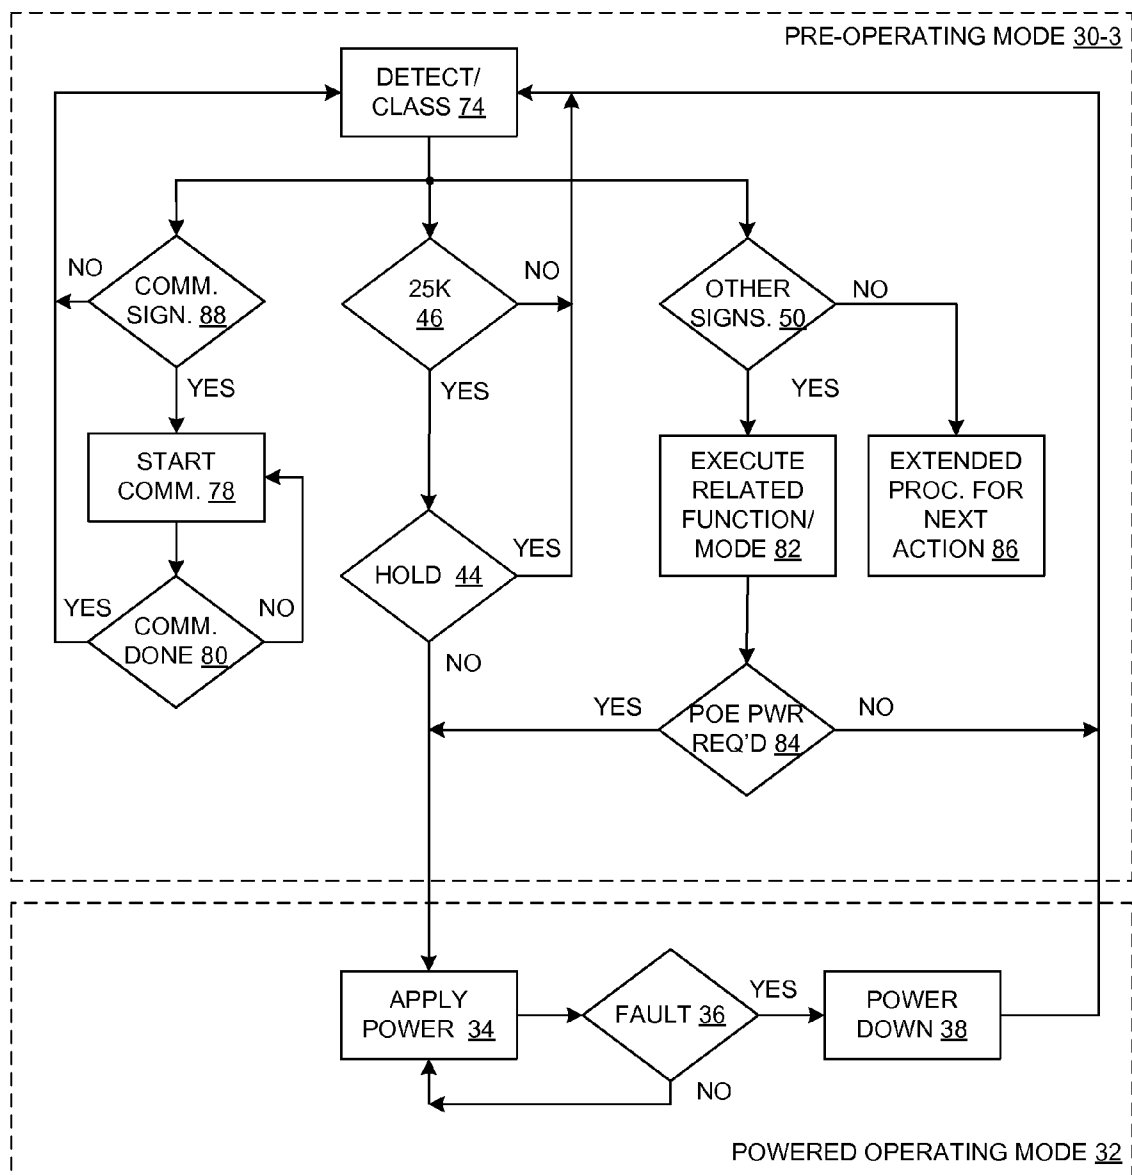 PRE-OPERATING MODE 30-3
DETECT/
CLASS 74
NO
COMM.
SIGN. 88
YES
25K
46
NO
YES
OTHER
SIGNS. 50
NO
YES
START
COMM. 78
EXECUTE
RELATED
FUNCTION/
MODE 82
EXTENDED
PROC. FOR
NEXT
ACTION 86
YES
COMM.
DONE 80
NO
HOLD 44
YES
NO
YES
POE PWR
REQ'D 84
NO
APPLY
POWER 34
FAULT 36
YES
NO
POWER
DOWN 38
POWERED OPERATING MODE 32